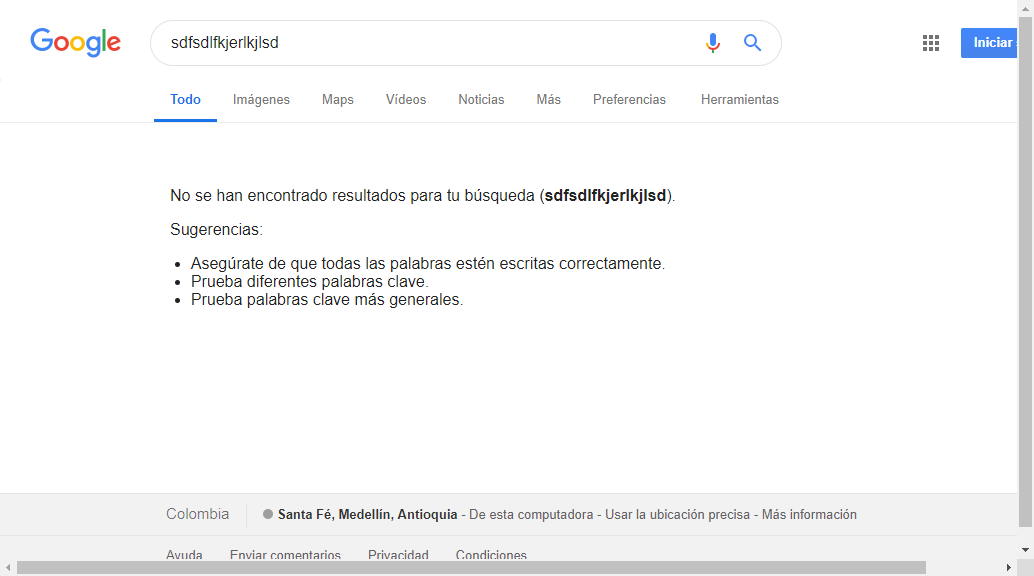 Google
sdfsdlfkjerlkjlsd
Iniciar
Todo Imágenes Maps Vídeos Noticias Más Preferencias Herramientas
No se han encontrado resultados para tu búsqueda (sdfsdlfkjerlkjlsd).
Sugerencias:
Asegúrate de que todas las palabras estén escritas correctamente.
Prueba diferentes palabras clave.
Prueba palabras clave más generales.
Colombia
Santa Fé, Medellín, Antioquia - De esta computadora - Usar la ubicación precisa - Más información
Ayuda Enviar comentarios Privacidad Condiciones